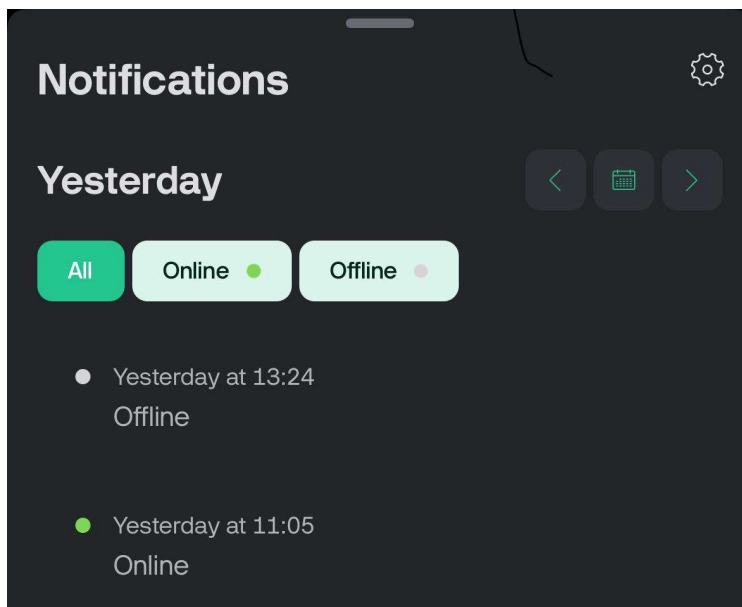 Notifications
Yesterday
All
Online
Offline
Yesterday at 13:24
Offline
Yesterday at 11:05
Online